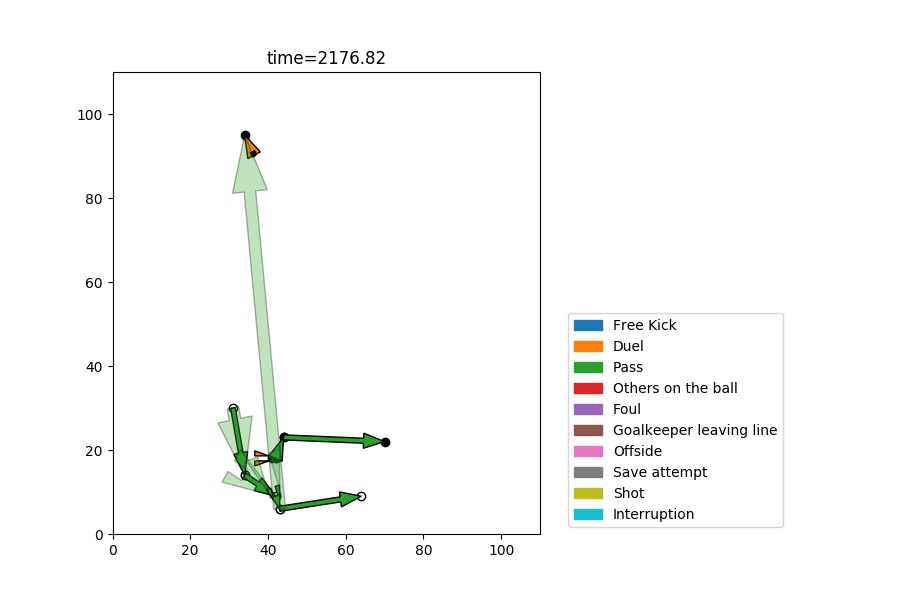 time=2176.82
100
80
60
40
20
0
0 20 40 60 80 100
Free Kick
Duel
Pass
Others on the ball
Foul
Goalkeeper leaving line
Offside
Save attempt
Shot
Interruption